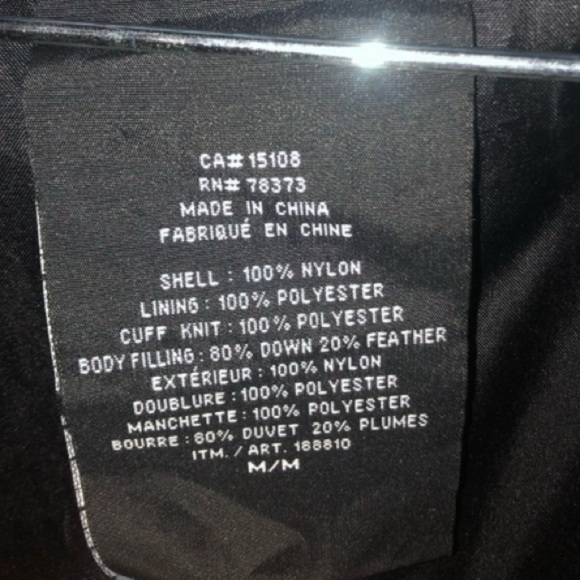 CA# 15108
RN# 78373
MADE IN CHINA
FABRIQUÉ EN CHINE
SHELL : 100% NYLON
LINING : 100% POLYESTER
CUFF KNIT : 100% POLYESTER
BODY FILLING : 80% DOWN 20% FEATHER
EXTÉRIEUR : 100% NYLON
DOUBLURE : 100% POLYESTER
MANCHETTE : 100% POLYESTER
BOURRE : 80% DUVET 20% PLUMES
ITM. / ART. 188810
M/M